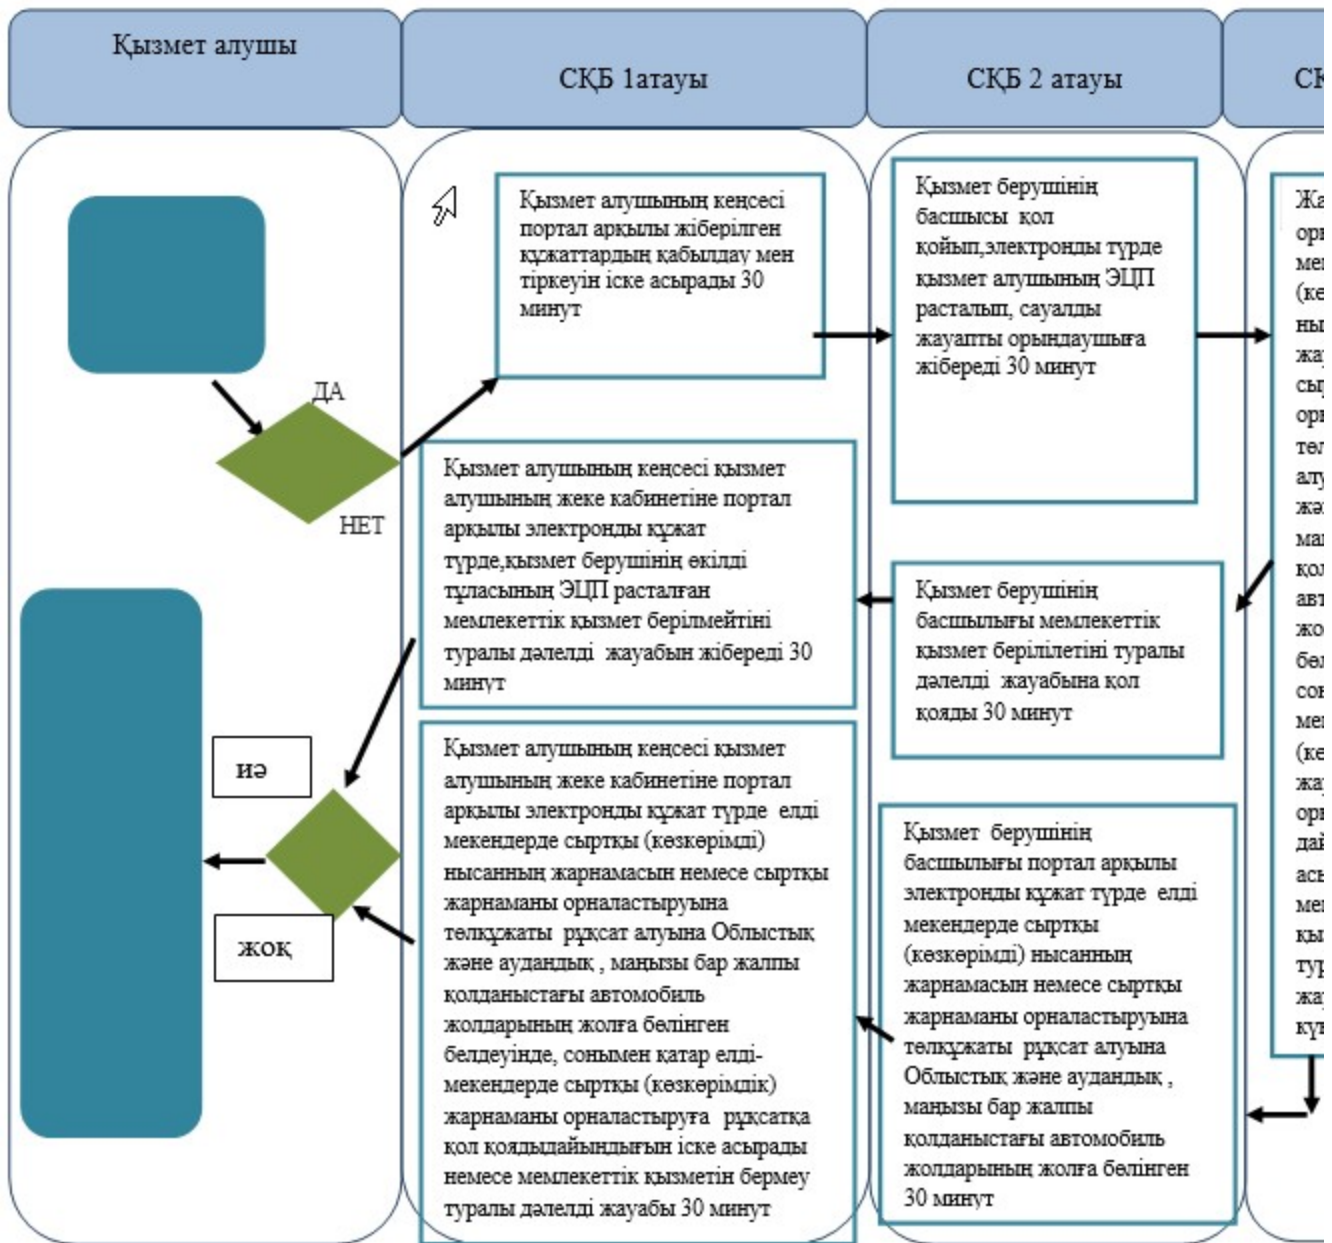 Қызмет алушы
СҚБ 1атауы
СҚБ 2 атауы
Қызмет алушының кеңсесі
портал арқылы жіберілген
құжаттардың қабылдау мен
тіркеуін іске асырады 30
минут
Қызмет берушінің
басшысы қол
қойып,электронды түрде
қызмет алушының ЭЦП
расталып, сауалды
жауапты орындаушыға
жібереді 30 минут
ДА
НЕТ
Қызмет алушының кеңсесі қызмет
алушының жеке кабинетіне портал
арқылы электронды құжат
түрде,қызмет берушінің өкілді
тұласының ЭЦП расталған
мемлекеттік қызмет берілмейтіні
туралы дәлелді жауабын жібереді 30
минут
Қызмет берушінің
басшылығы мемлекеттік
қызмет берілілетіні туралы
дәлелді жауабына қол
қояды 30 минут
иә
жоқ
Қызмет алушының кеңсесі қызмет
алушының жеке кабинетіне портал
арқылы электронды құжат түрде елді
мекендерде сыртқы (көзкөрімді)
нысанның жарнамасын немесе сыртқы
жарнаманы орналастыруына
төлқұжаты рұқсат алуына Облыстық
және аудандық , маңызы бар жалпы
қолданыстағы автомобиль
жолдарының жолға бөлінген
белдеуінде, сонымен қатар елді-
мекендерде сыртқы (көзкөрімдік)
жарнаманы орналастыруға рұқсатқа
қол қоядыдайындығын іске асырады
немесе мемлекеттік қызметін бермеу
туралы дәлелді жауабы 30 минут
Қызмет берушінің
басшылығы портал арқылы
электронды құжат түрде елді
мекендерде сыртқы
(көзкөрімді) нысанның
жарнамасын немесе сыртқы
жарнаманы орналастыруына
төлқұжаты рұқсат алуына
Облыстық және аудандық ,
маңызы бар жалпы
қолданыстағы автомобиль
жолдарының жолға бөлінген
30 минут